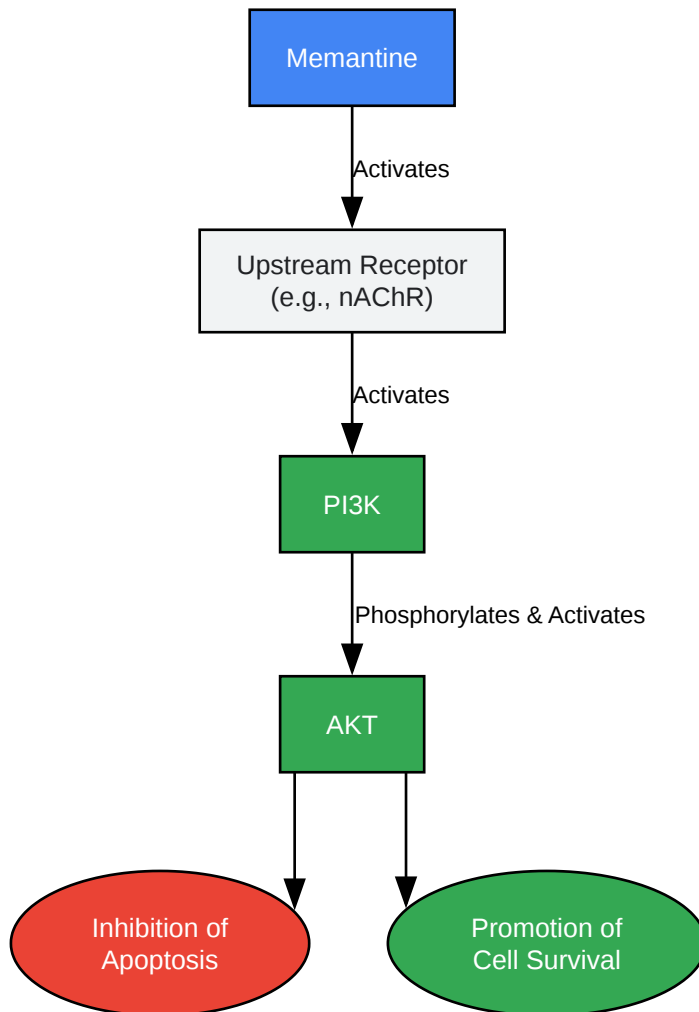 Memantine
Activates
Upstream Receptor
(e.g., nAChR)
Activates
PI3K
Phosphorylates & Activates
AKT
Inhibition of
Apoptosis
Promotion of
Cell Survival